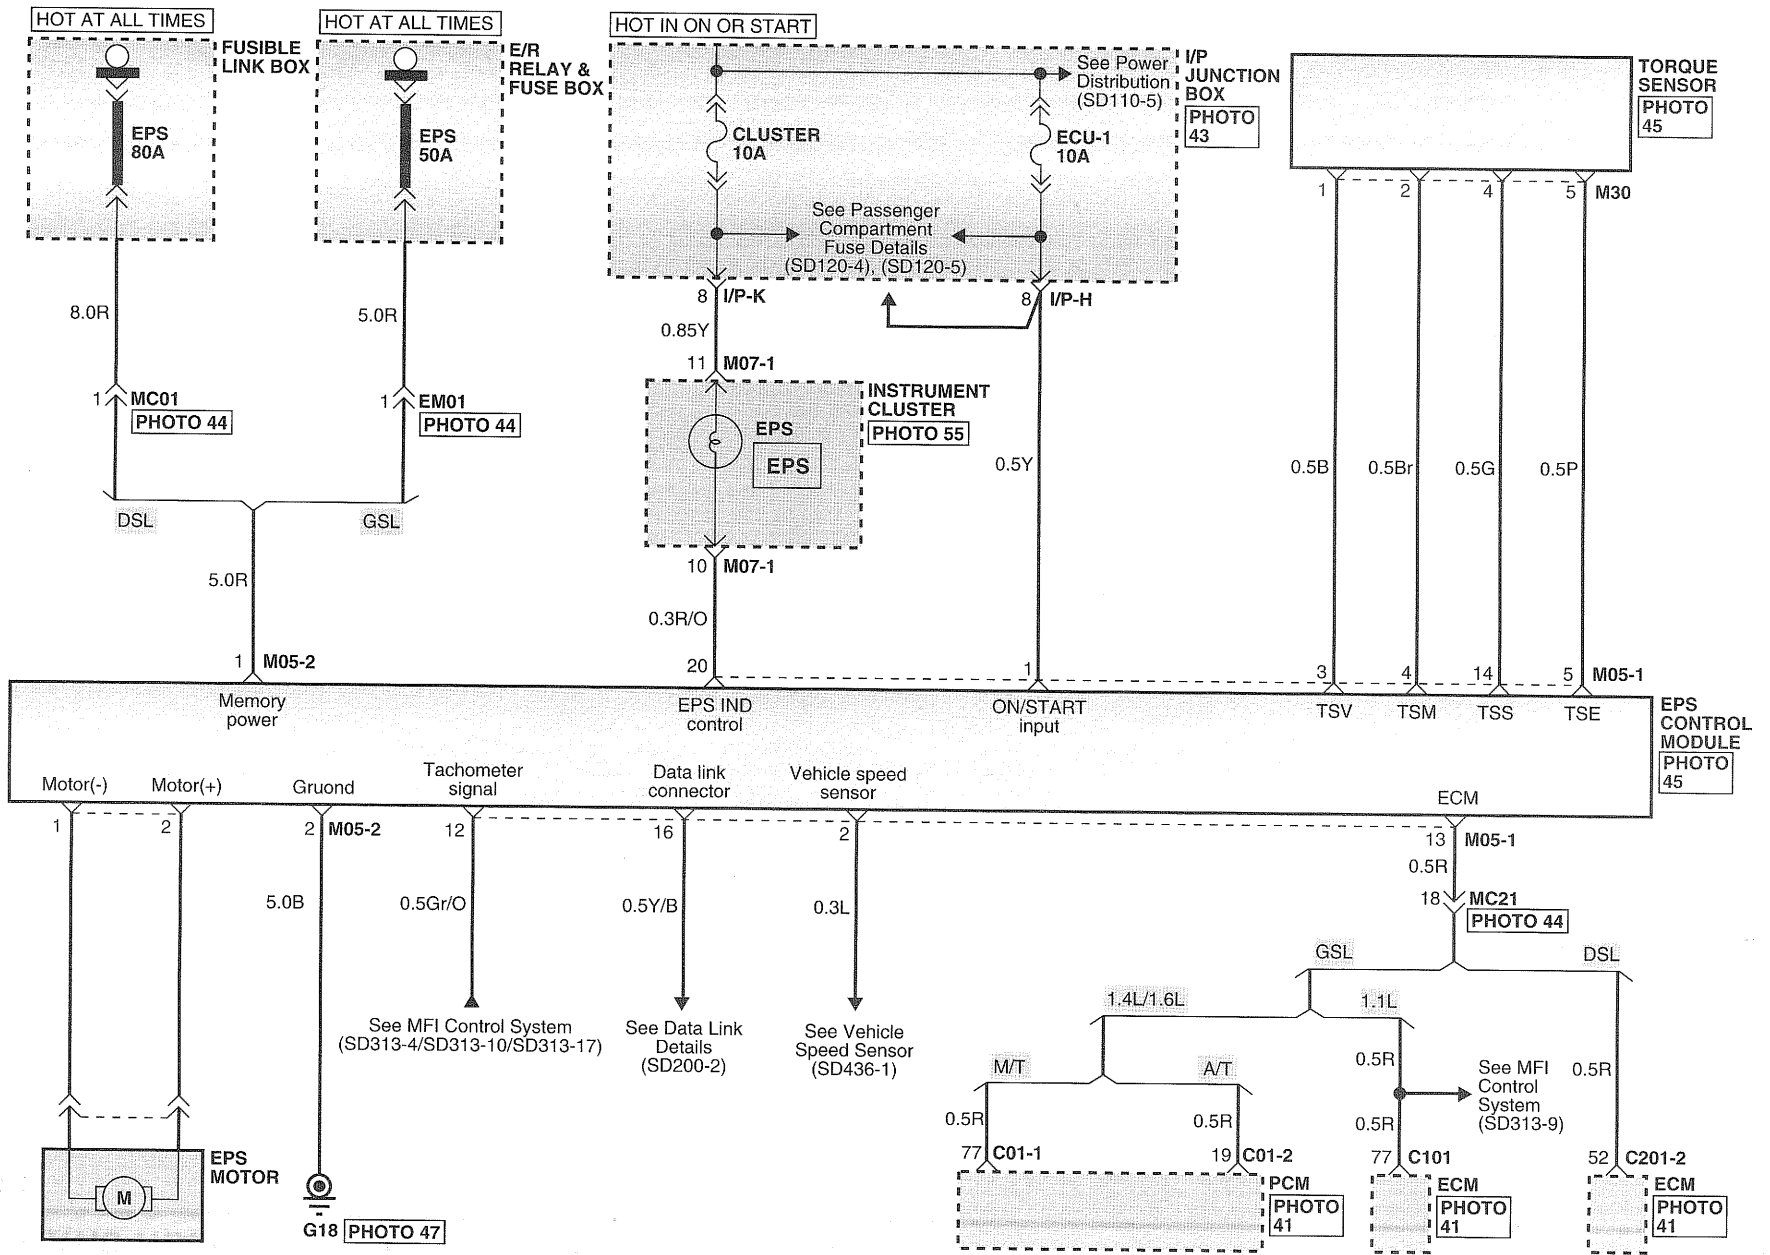 HOT AT ALL TIMES
FUSIBLE
LINK BOX
EPS
80A
8.0R
1 MC01
PHOTO 44
DSL
HOT AT ALL TIMES
E/R
RELAY &
FUSE BOX
EPS
50A
5.0R
1 EM01
PHOTO 44
GSL
5.0R
1 M05-2
HOT IN ON OR START
I/P
JUNCTION
BOX
PHOTO
43
See Power
Distribution
(SD110-5)
CLUSTER
10A
ECU-1
10A
See Passenger
Compartment
Fuse Details
(SD120-4), (SD120-5)
8 I/P-K
8 I/P-H
0.85Y
11 M07-1
INSTRUMENT
CLUSTER
PHOTO 55
EPS
EPS
10 M07-1
0.3R/O
20
0.5Y
1
TORQUE
SENSOR
PHOTO
45
1 2 4 5 M30
0.5B 0.5Br 0.5G 0.5P
3 4 14 5 M05-1
Memory
power
EPS IND
control
ON/START
input
TSV TSM TSS TSE
EPS
CONTROL
MODULE
PHOTO
45
Motor(-) Motor(+) Gruond
Tachometer
signal
Data link
connector
Vehicle speed
sensor
ECM
1 2 2 M05-2 12 16 2 13 M05-1
5.0B
0.5Gr/O
0.5Y/B
0.3L
0.5R
18 MC21
PHOTO 44
See MFI Control System
(SD313-4/SD313-10/SD313-17)
See Data Link
Details
(SD200-2)
See Vehicle
Speed Sensor
(SD436-1)
GSL DSL
1.4L/1.6L 1.1L
M/T A/T
0.5R
0.5R
0.5R
0.5R
0.5R
See MFI
Control
System
(SD313-9)
77 C01-1
19 C01-2
77 C101
52 C201-2
PCM
PHOTO
41
ECM
PHOTO
41
ECM
PHOTO
41
EPS
MOTOR
M
G18 PHOTO 47